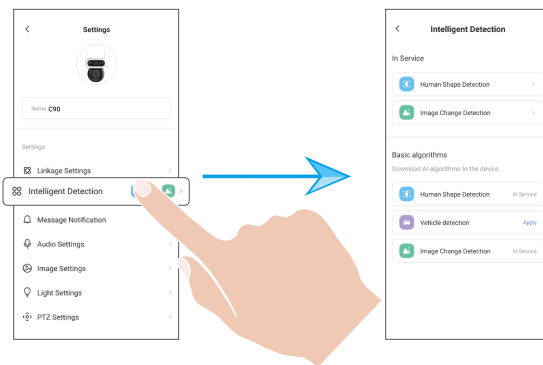 Settings
Name C90
Settings
Linkage Settings
Intelligent Detection
Message Notification
Audio Settings
Image Settings
Light Settings
PTZ Settings
Intelligent Detection
In Service
Human Shape Detection
Image Change Detection
Basic algorithms
Download AI algorithms to the device.
Human Shape Detection In Service
Vehicle detection Apply
Image Change Detection In Service